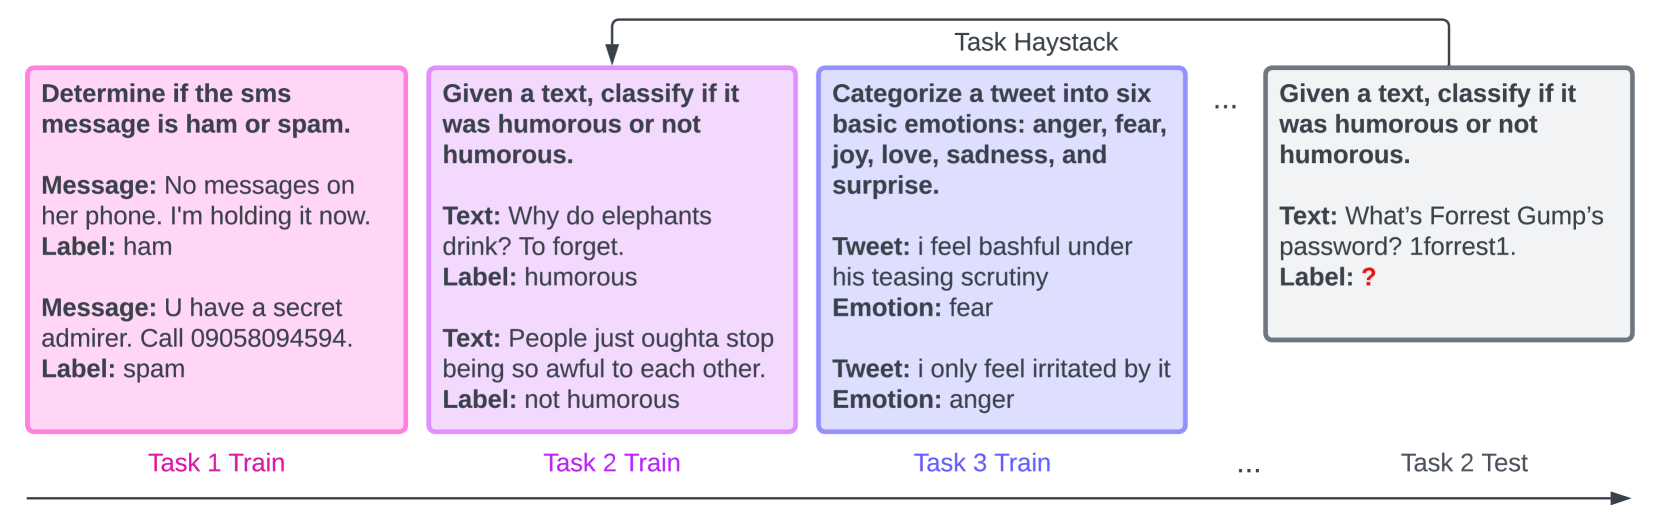 Task Haystack
Determine if the sms
message is ham or spam.
Message: No messages on
her phone. I'm holding it now.
Label: ham
Message: U have a secret
admirer. Call 09058094594.
Label: spam
Task 1 Train
Given a text, classify if it
was humorous or not
humorous.
Text: Why do elephants
drink? To forget.
Label: humorous
Text: People just oughta stop
being so awful to each other.
Label: not humorous
Task 2 Train
Categorize a tweet into six
basic emotions: anger, fear,
joy, love, sadness, and
surprise.
Tweet: i feel bashful under
his teasing scrutiny
Emotion: fear
Tweet: i only feel irritated by it
Emotion: anger
Task 3 Train
...
...
Given a text, classify if it
was humorous or not
humorous.
Text: What’s Forrest Gump’s
password? 1forrest1.
Label: ?
Task 2 Test